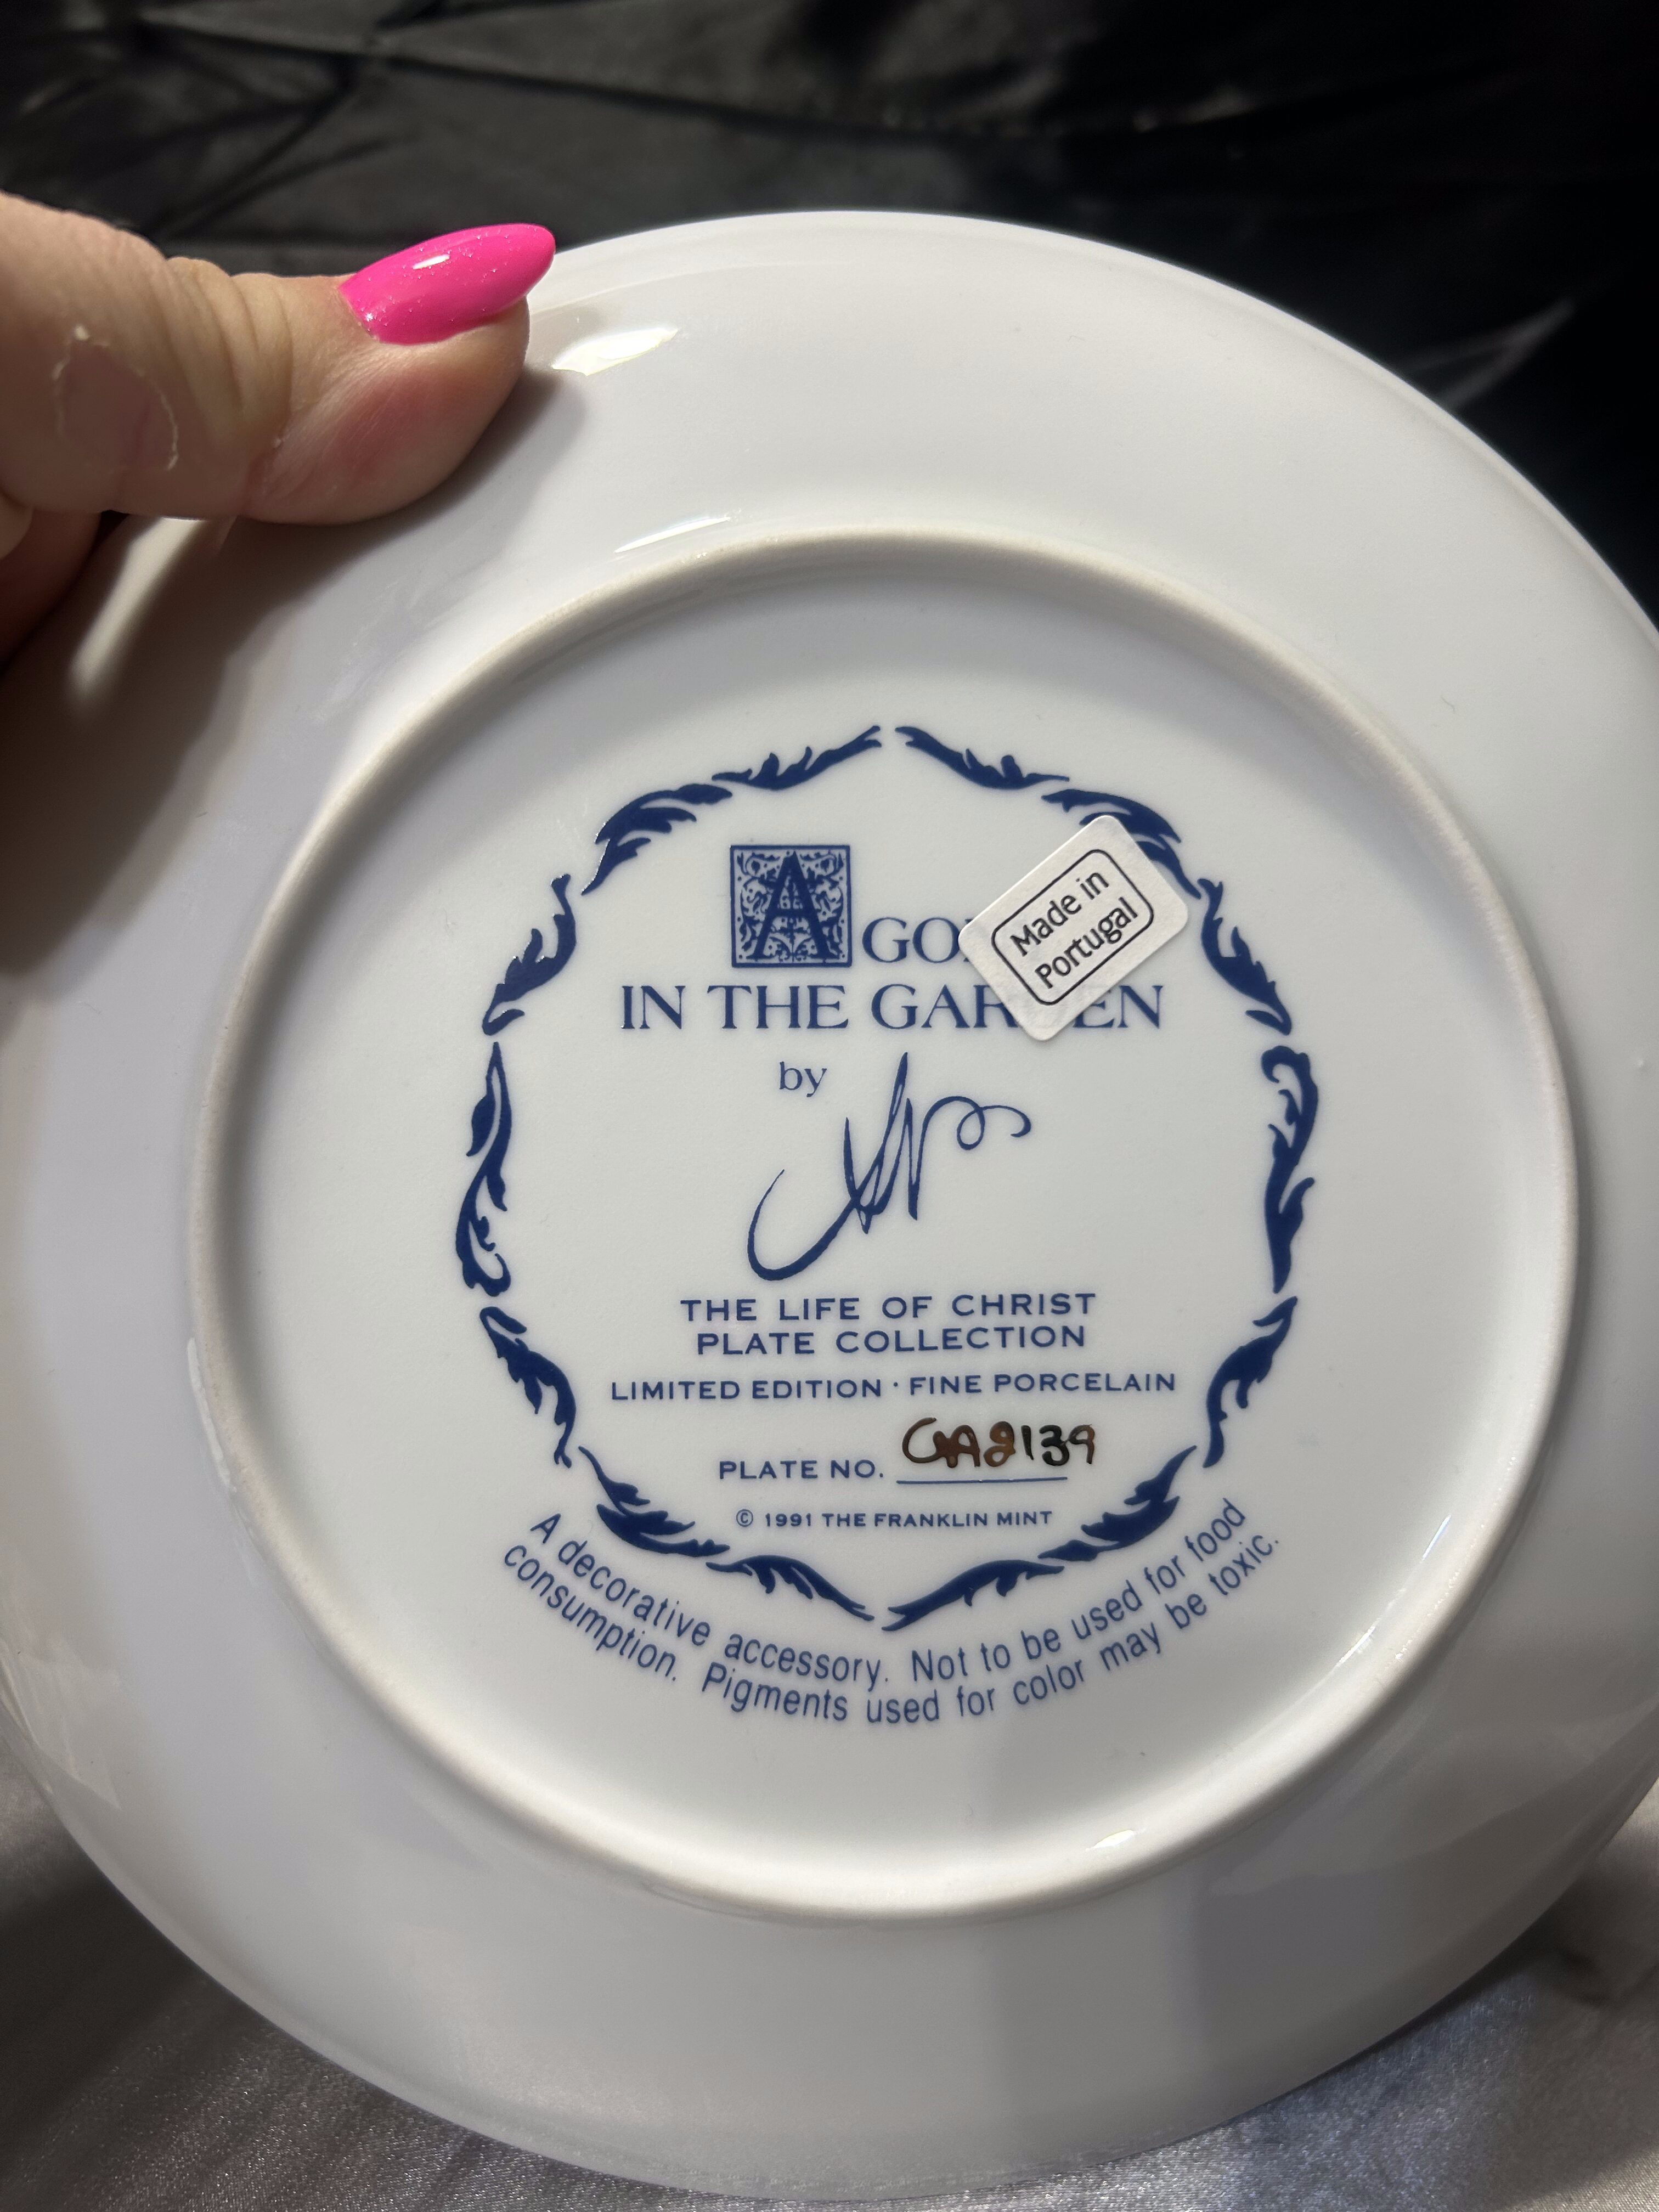 AGO
IN THE GAR EN
by
THE LIFE OF CHRIST
PLATE COLLECTION
LIMITED EDITION · FINE PORCELAIN
PLATE NO. GA2139
© 1991 THE FRANKLIN MINT
A decorative accessory. Not to be used for food
consumption. Pigments used for color may be toxic.
Made in
Portugal